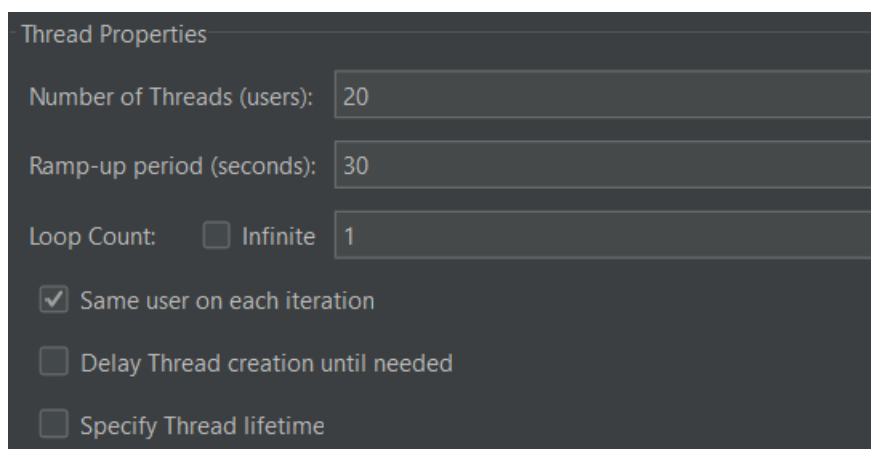 Thread Properties
Number of Threads (users): 20
Ramp-up period (seconds): 30
Loop Count: Infinite 1
Same user on each iteration
Delay Thread creation until needed
Specify Thread lifetime